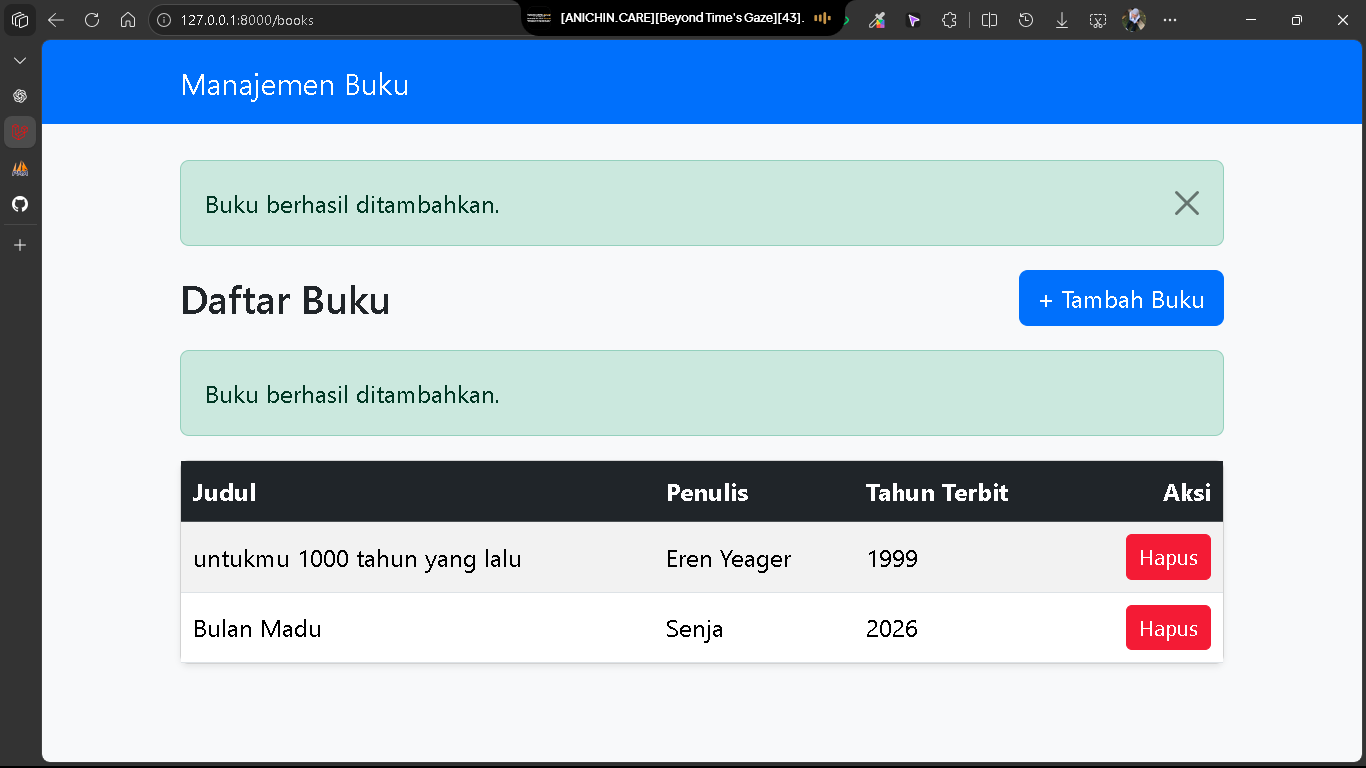 127.0.0.1:8000/books
[ANICHIN.CARE][Beyond Time's Gaze][43].
Manajemen Buku
Buku berhasil ditambahkan.
Daftar Buku
+ Tambah Buku
Buku berhasil ditambahkan.
Judul Penulis Tahun Terbit Aksi
untukmu 1000 tahun yang lalu Eren Yeager 1999 Hapus
Bulan Madu Senja 2026 Hapus